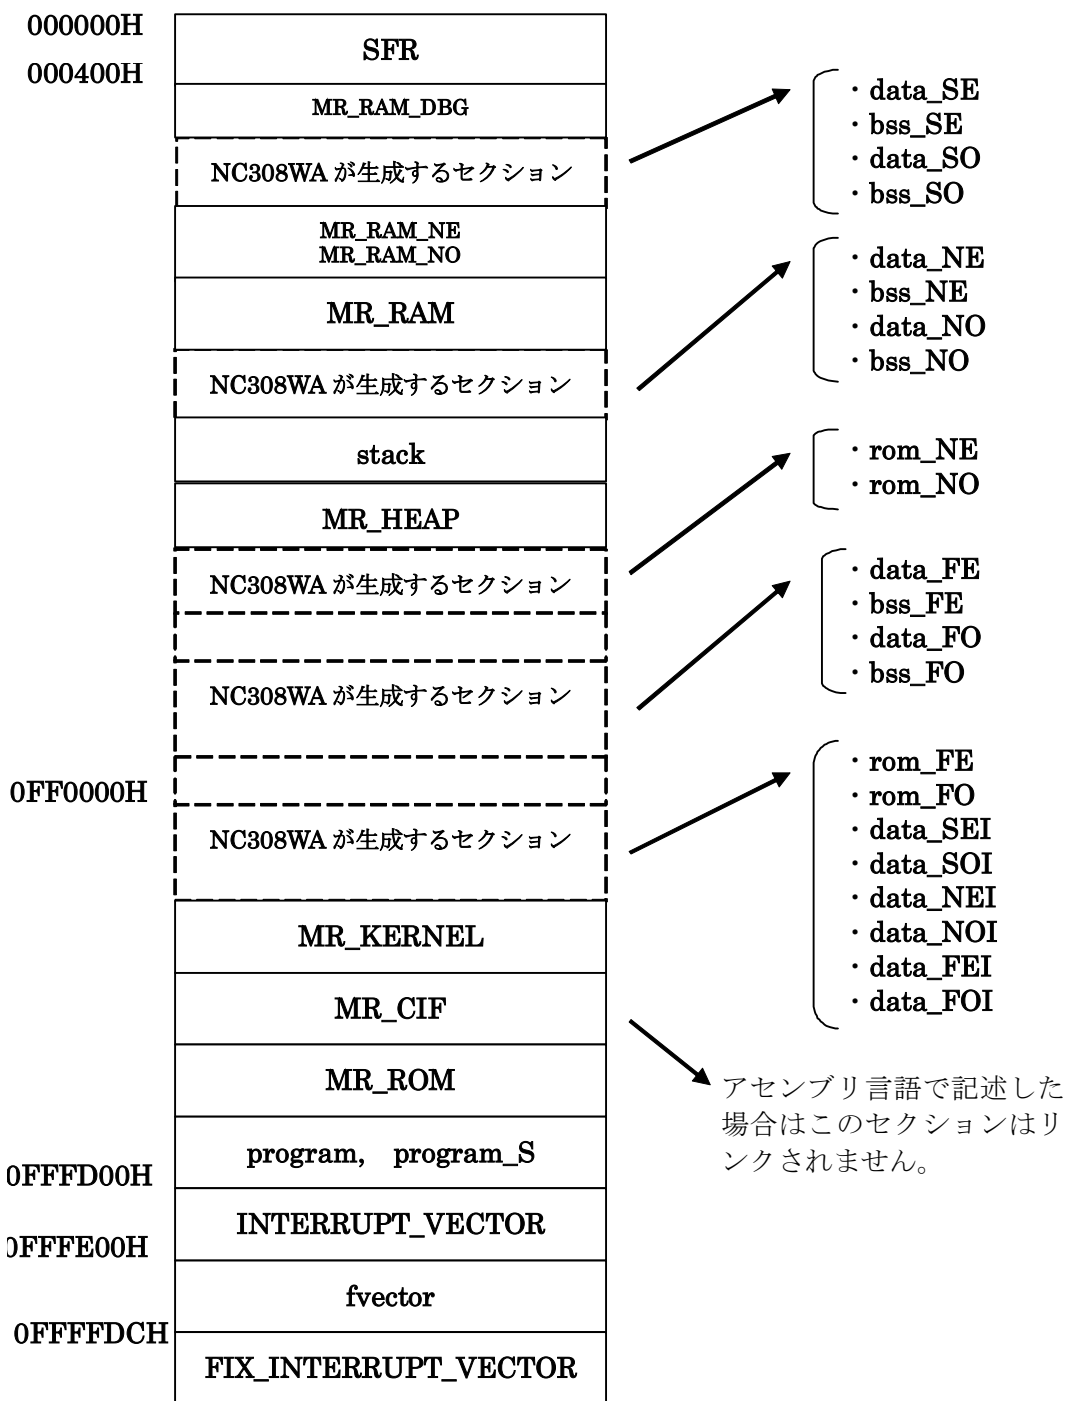 000000H
SFR
000400H
MR_RAM_DBG
NC308WA が生成するセクション
・data_SE
・bss_SE
・data_SO
・bss_SO
MR_RAM_NE
MR_RAM_NO
MR_RAM
NC308WA が生成するセクション
・data_NE
・bss_NE
・data_NO
・bss_NO
stack
MR_HEAP
NC308WA が生成するセクション
・rom_NE
・rom_NO
NC308WA が生成するセクション
・data_FE
・bss_FE
・data_FO
・bss_FO
0FF0000H
NC308WA が生成するセクション
・rom_FE
・rom_FO
・data_SEI
・data_SOI
・data_NEI
・data_NOI
・data_FEI
・data_FOI
MR_KERNEL
MR_CIF
アセンブリ言語で記述した
場合はこのセクションはリ
ンクされません。
MR_ROM
program, program_S
0FFFD00H
INTERRUPT_VECTOR
0FFFE00H
fvector
0FFFFDCH
FIX_INTERRUPT_VECTOR